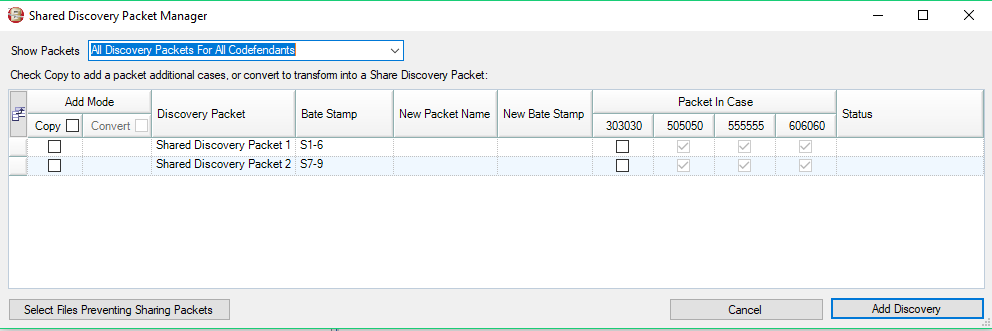 Shared Discovery Packet Manager
Show Packets All Discovery Packets For All Codefendants
Check Copy to add a packet additional cases, or convert to transform into a Share Discovery Packet:
Add Mode Discovery Packet Bate Stamp New Packet Name New Bate Stamp Packet In Case Status
Copy Convert 303030 505050 555555 606060
Shared Discovery Packet 1 S1-6
Shared Discovery Packet 2 S7-9
Select Files Preventing Sharing Packets Cancel Add Discovery